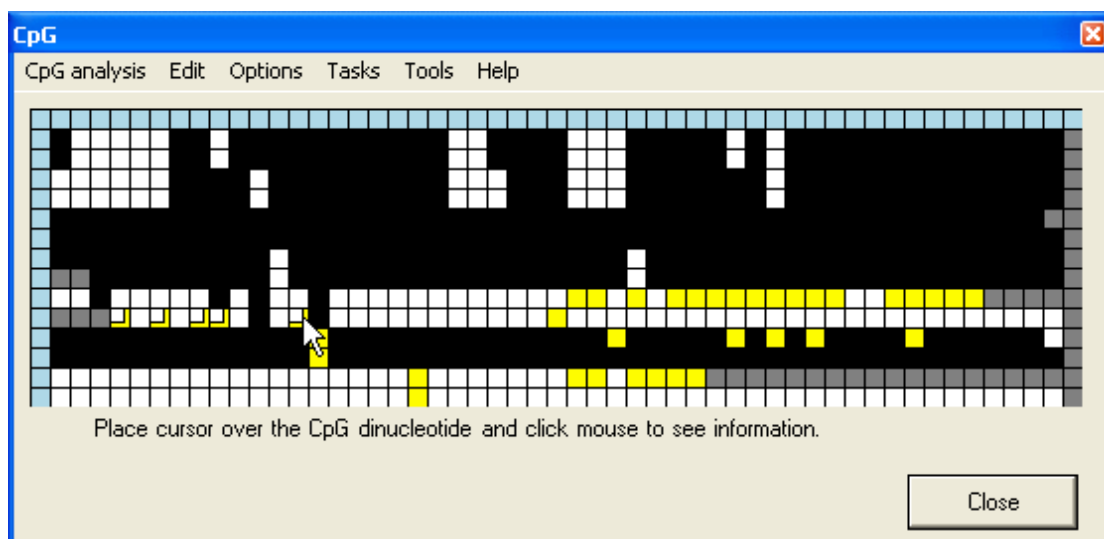 CpG
CpG analysis Edit Options Tasks Tools Help
Place cursor over the CpG dinucleotide and click mouse to see information.
Close